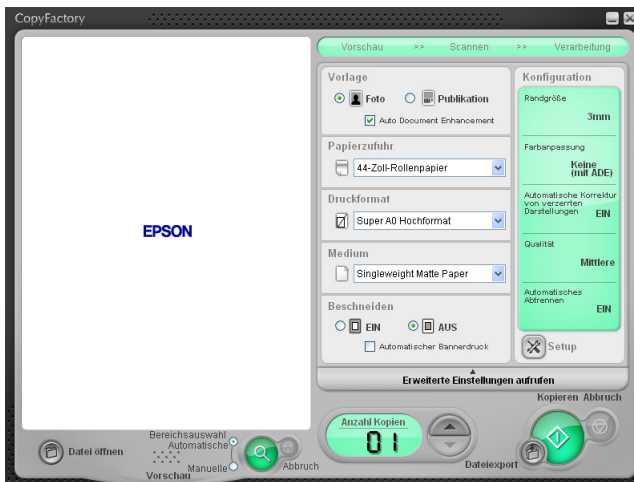 CopyFactory
EPSON
Vorschau >> Scannen >> Verarbeitung
Vorlage
Foto
Publikation
Auto Document Enhancement
Papierzufuhr
44-Zoll-Rollenpapier
Druckformat
Super A0 Hochformat
Medium
Singleweight Matte Paper
Beschneiden
EIN
AUS
Automatischer Bannerdruck
Konfiguration
Randgröße
3mm
Farbanpassung
Keine
(mit ADE)
Automatische Korrektur
von verzerrten
Darstellungen
EIN
Qualität
Mittlere
Automatisches
Abtrennen
EIN
Setup
Erweiterte Einstellungen aufrufen
Datei öffnen
Bereichsauswahl
Automatische
Manuelle
Vorschau
Abbruch
Anzahl Kopien
01
Kopieren Abbruch
Dateiexport